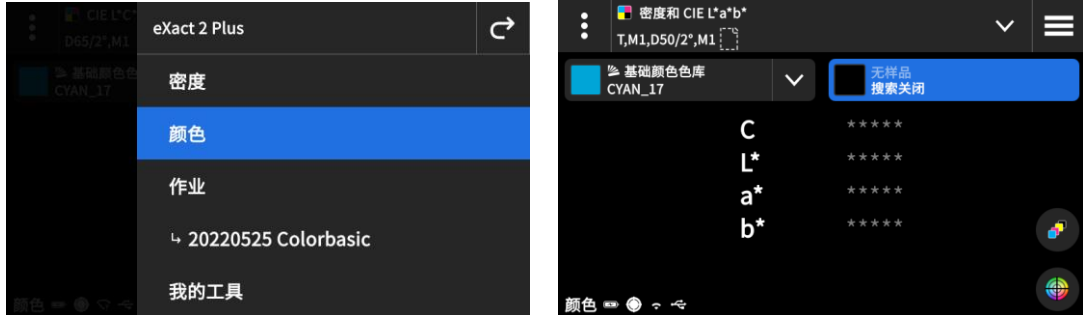 CIE L*C*
D65/2°,M1
基础颜色色
CYAN_17
颜色
eXact 2 Plus
密度
颜色
作业
↳ 20220525 Colorbasic
我的工具
密度和 CIE L*a*b*
T,M1,D50/2°,M1
基础颜色色库
CYAN_17
无样品
搜索关闭
C *****
L* *****
a* *****
b* *****
颜色